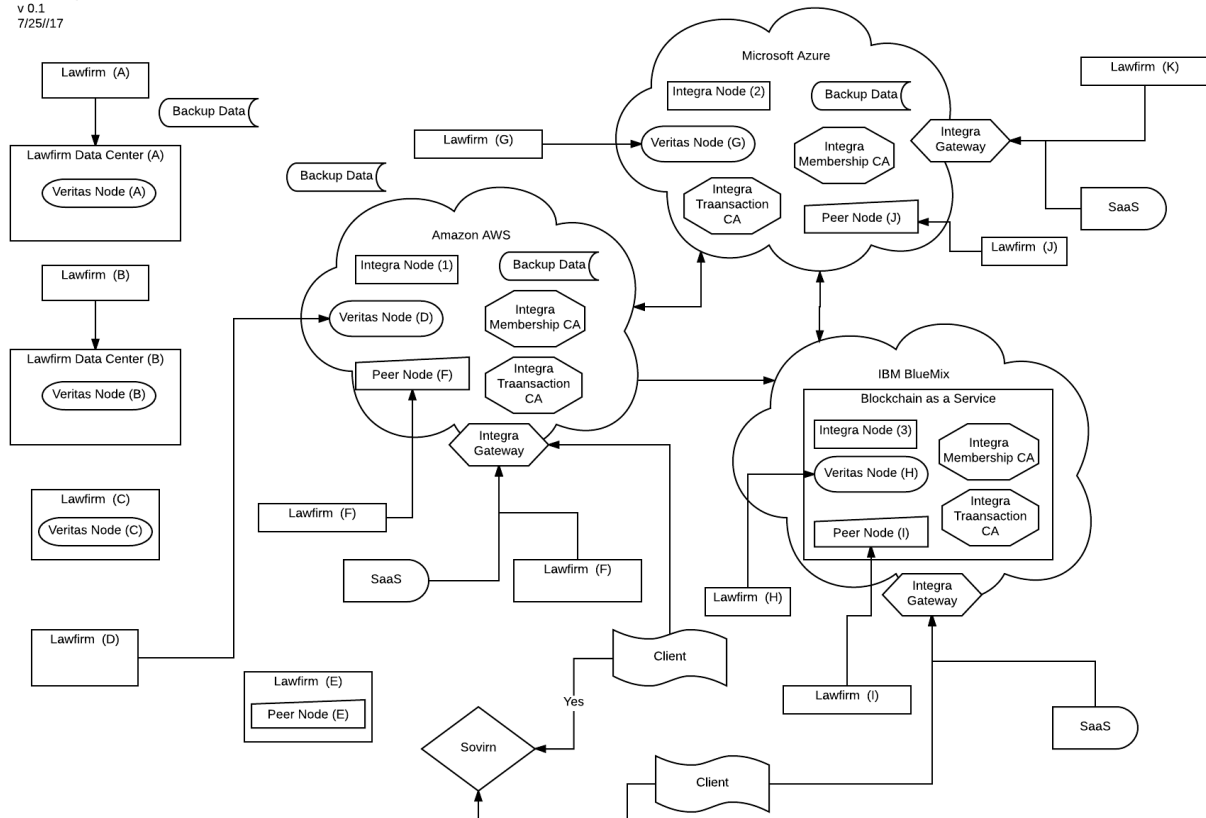 v 0.1
7/25//17
Lawfirm (A)
Backup Data
Lawfirm Data Center (A)
Veritas Node (A)
Lawfirm (B)
Lawfirm Data Center (B)
Veritas Node (B)
Lawfirm (C)
Veritas Node (C)
Lawfirm (D)
Lawfirm (E)
Peer Node (E)
Backup Data
Amazon AWS
Integra Node (1)
Backup Data
Veritas Node (D)
Integra
Membership CA
Peer Node (F)
Integra
Traansaction
CA
Integra
Gateway
Lawfirm (F)
SaaS
Lawfirm (F)
Client
Yes
Sovirn
Lawfirm (G)
Microsoft Azure
Integra Node (2)
Backup Data
Veritas Node (G)
Integra
Membership CA
Integra
Traansaction
CA
Peer Node (J)
Integra
Gateway
Lawfirm (K)
SaaS
Lawfirm (J)
IBM BlueMix
Blockchain as a Service
Integra Node (3)
Integra
Membership CA
Veritas Node (H)
Integra
Traansaction
CA
Peer Node (I)
Integra
Gateway
Lawfirm (H)
Lawfirm (I)
SaaS
Client